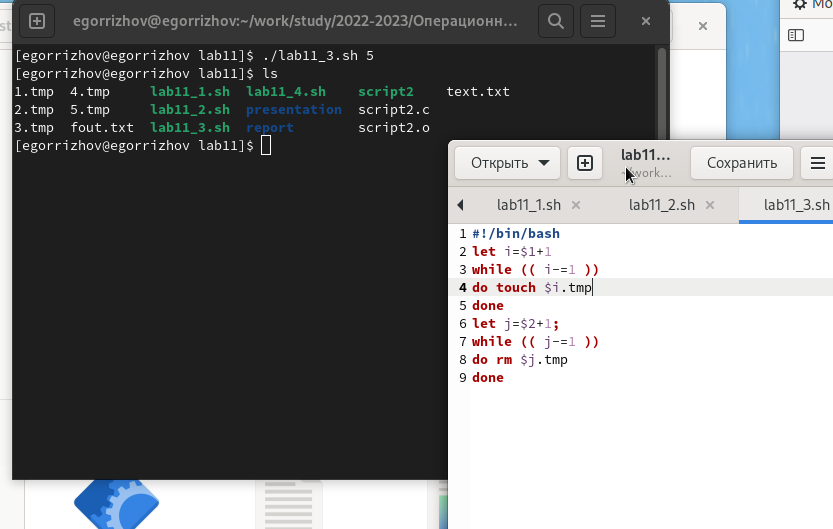 st
egorrizhov@egorrizhov:~/work/study/2022-2023/Операционн...
[egorrizhov@egorrizhov lab11]$ ./lab11_3.sh 5
[egorrizhov@egorrizhov lab11]$ ls
1.tmp 4.tmp lab11_1.sh lab11_4.sh script2 text.txt
2.tmp 5.tmp lab11_2.sh presentation script2.c
3.tmp fout.txt lab11_3.sh report script2.o
[egorrizhov@egorrizhov lab11]$
Открыть
lab11...
~/work...
Сохранить
lab11_1.sh
lab11_2.sh
lab11_3.sh
1 #!/bin/bash
2 let i=$1+1
3 while (( i-=1 ))
4 do touch $i.tmp
5 done
6 let j=$2+1;
7 while (( j-=1 ))
8 do rm $j.tmp
9 done
Mo